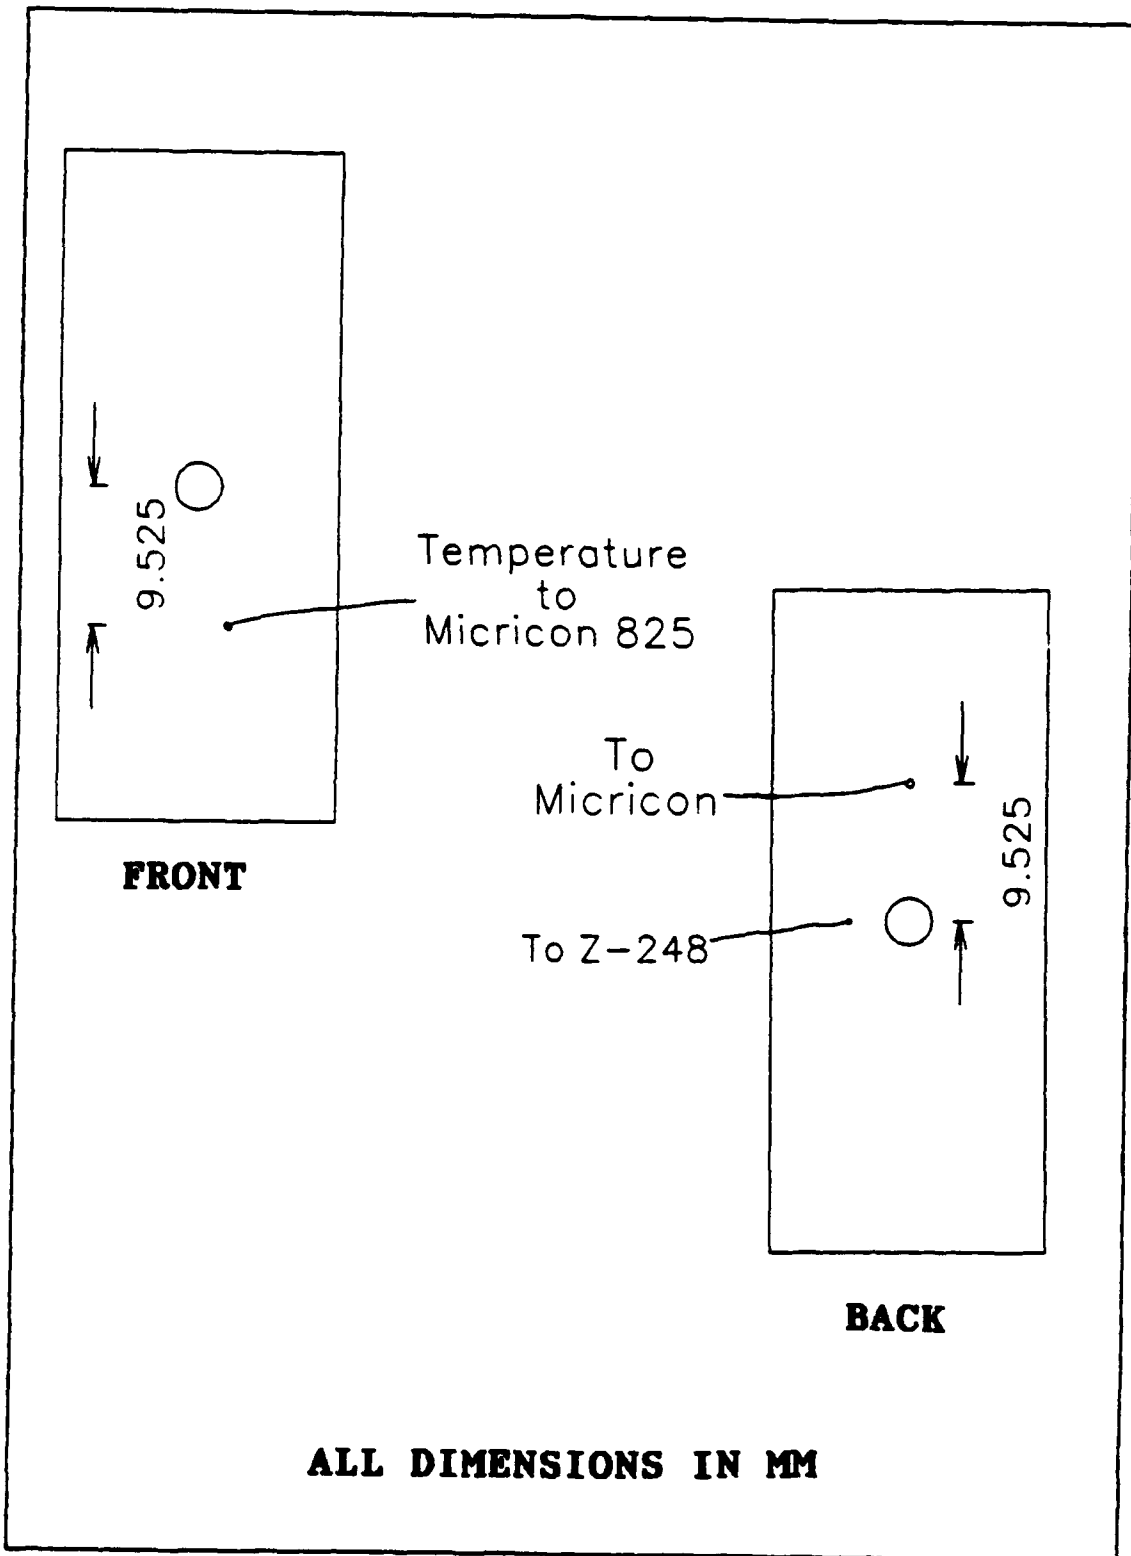 9.525
Temperature
to
Micricon 825
FRONT
To
Micricon
9.525
To Z-248
BACK
ALL DIMENSIONS IN MM